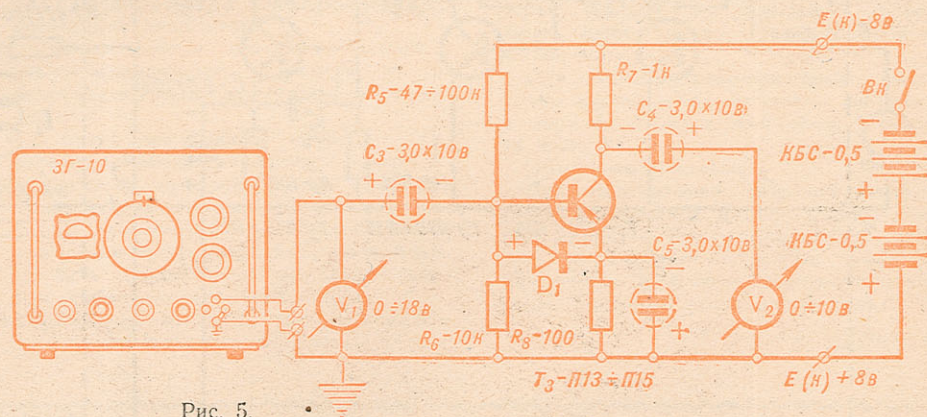 E (к) -8в
R₇-1к
R₅-47÷100к
C₄-3,0×10в
Вк
C₃-3,0×10в
КБС-0,5
ЗГ-10
C₅-3,0×10в
КБС-0,5
D₁
V₁
0÷18в
V₂
0÷10в
R₆-10к
R₈-100
T₃-П13÷П15
E (к) +8в
Рис. 5.